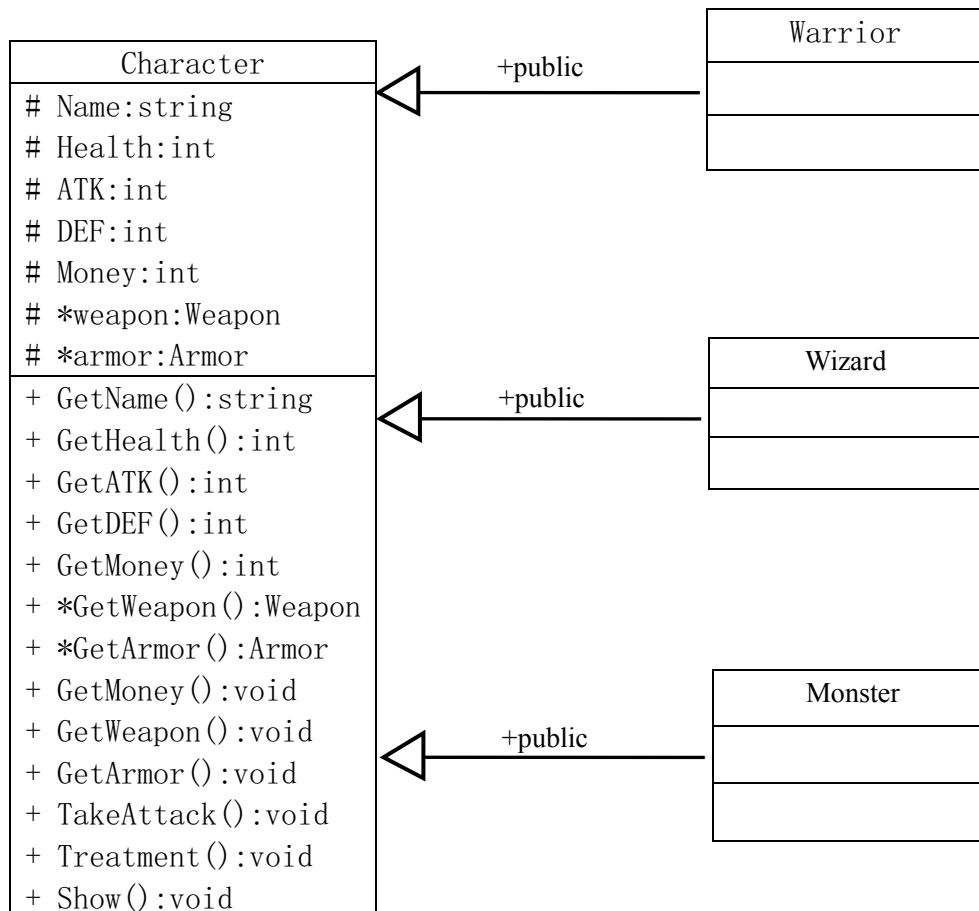 Character
# Name:string
# Health:int
# ATK:int
# DEF:int
# Money:int
# *weapon:Weapon
# *armor:Armor
+ GetName():string
+ GetHealth():int
+ GetATK():int
+ GetDEF():int
+ GetMoney():int
+ *GetWeapon():Weapon
+ *GetArmor():Armor
+ GetMoney():void
+ GetWeapon():void
+ GetArmor():void
+ TakeAttack():void
+ Treatment():void
+ Show():void
+public
Warrior
+public
Wizard
+public
Monster